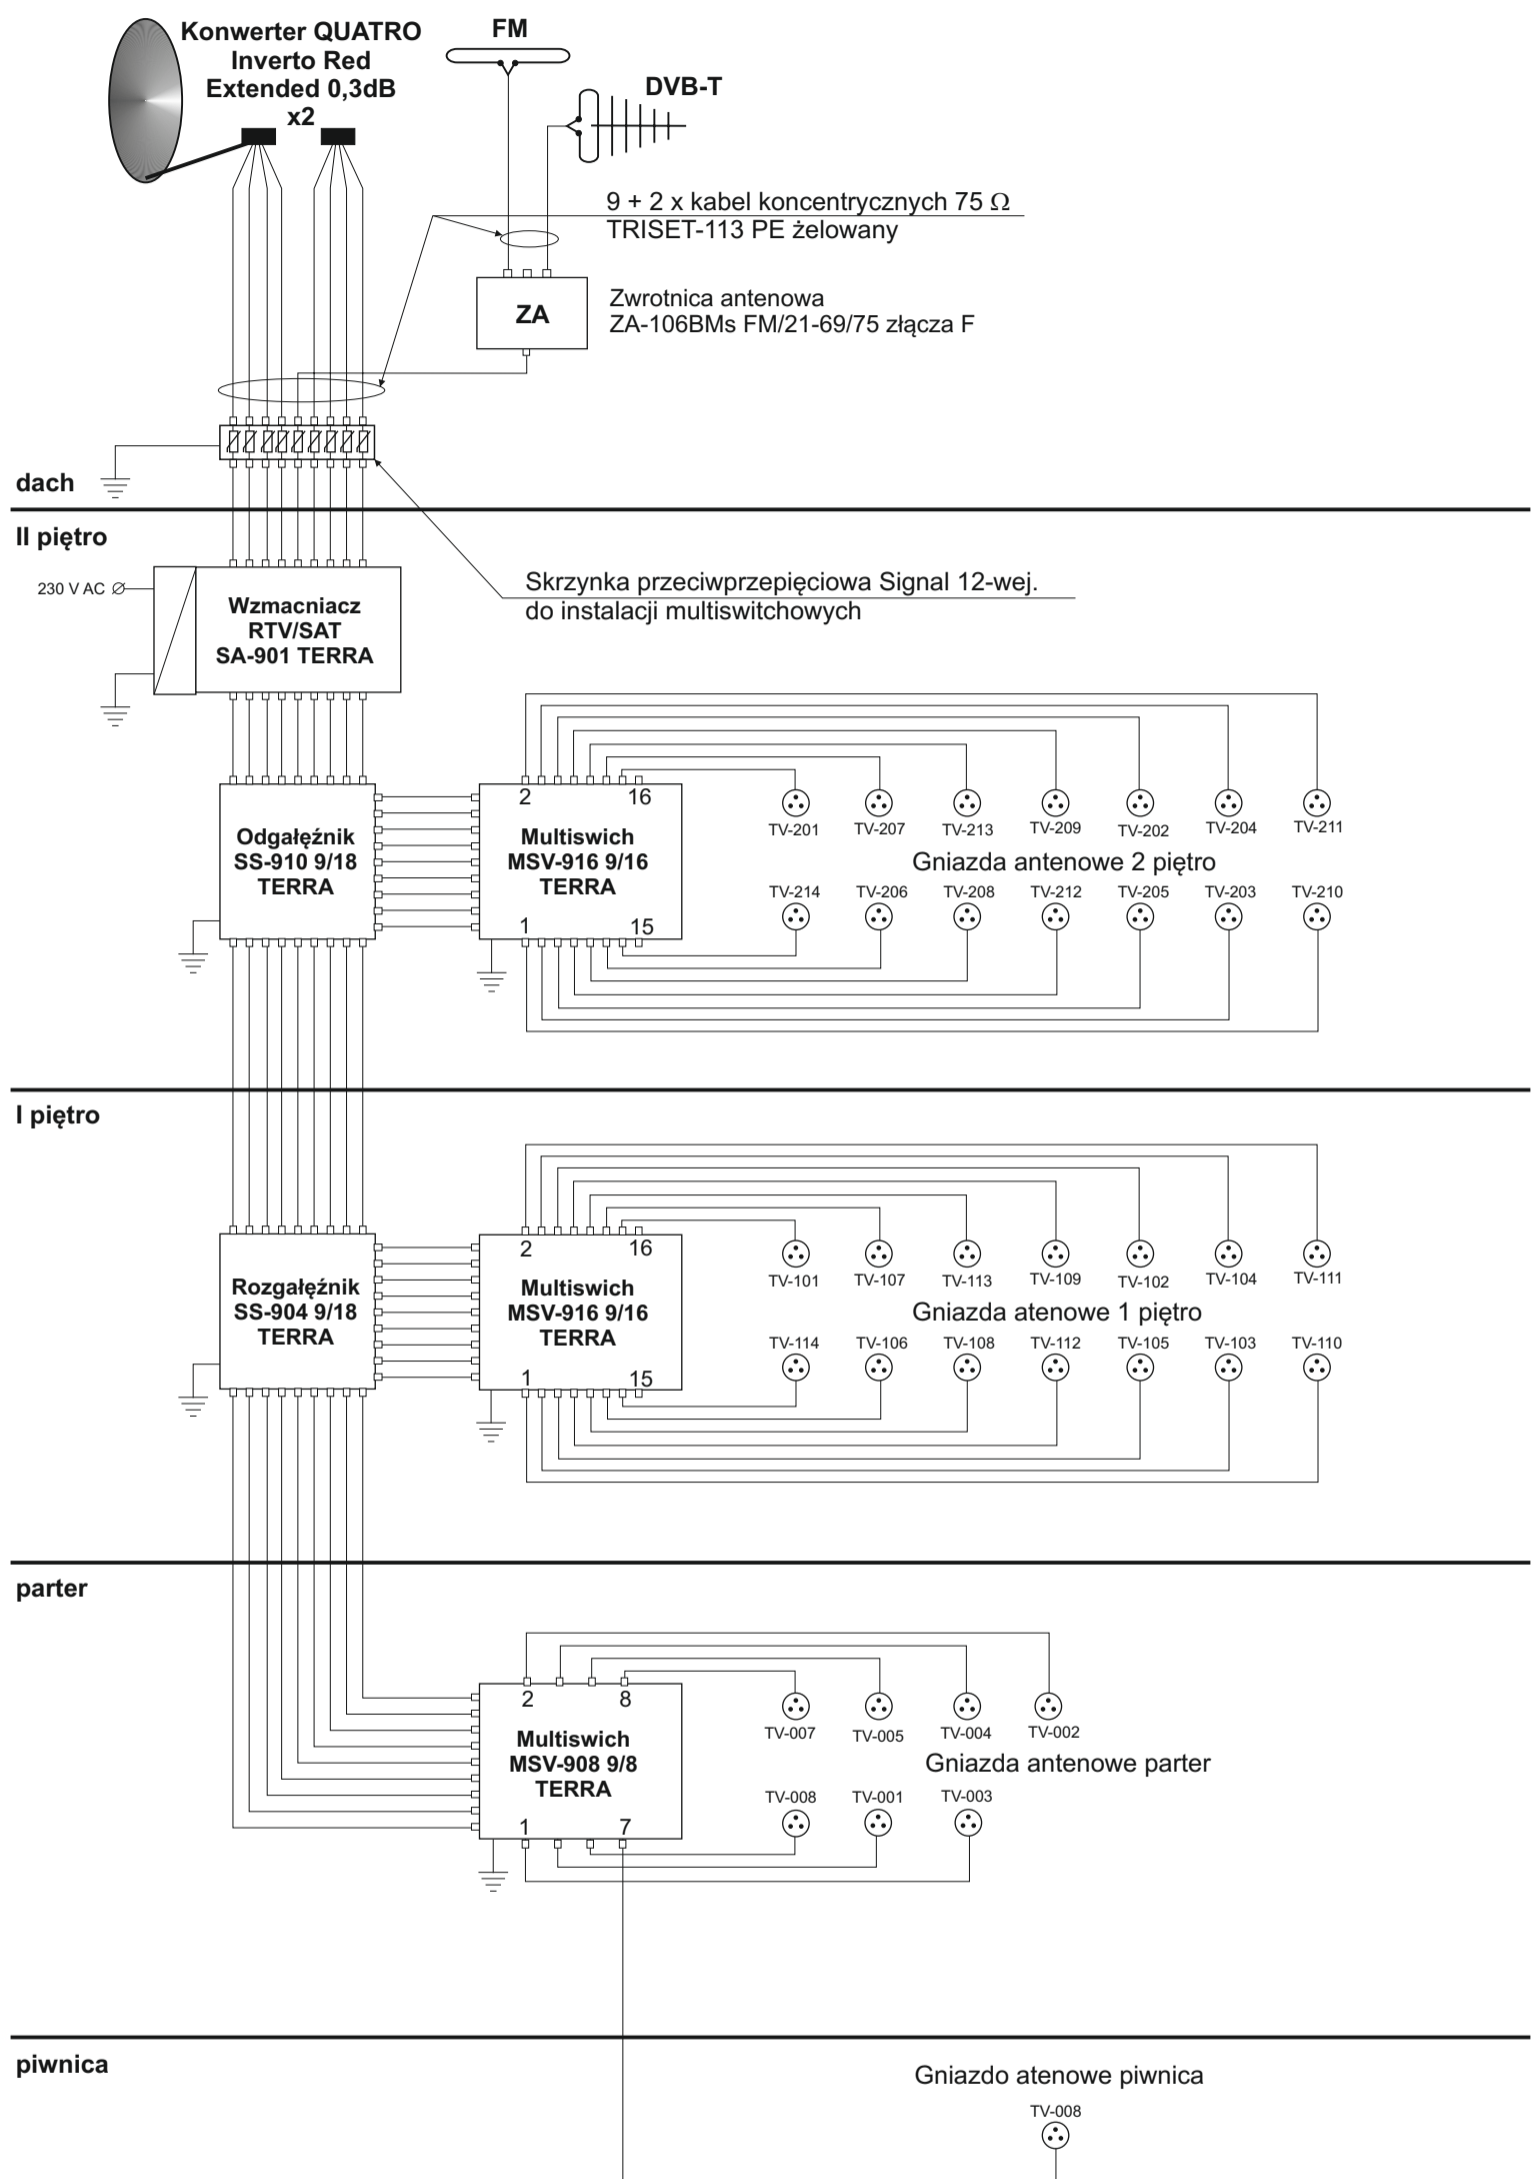 Konwerter QUATRO
Inverto Red
Extended 0,3dB
x2
FM
DVB-T
9 + 2 x kabel koncentrycznych 75 Ω
TRISET-113 PE żelowany
ZA
Zwrotnica antenowa
ZA-106BMs FM/21-69/75 złącza F
dach
II piętro
230 V AC
Wzmacniacz
RTV/SAT
SA-901 TERRA
Skrzynka przeciwprzepięciowa Signal 12-wej.
do instalacji multiswitchowych
Odgałęźnik
SS-910 9/18
TERRA
2 16
Multiswich
MSV-916 9/16
TERRA
1 15
TV-201 TV-207 TV-213 TV-209 TV-202 TV-204 TV-211
Gniazda antenowe 2 piętro
TV-214 TV-206 TV-208 TV-212 TV-205 TV-203 TV-210
I piętro
Rozgałęźnik
SS-904 9/18
TERRA
2 16
Multiswich
MSV-916 9/16
TERRA
1 15
TV-101 TV-107 TV-113 TV-109 TV-102 TV-104 TV-111
Gniazda atenowe 1 piętro
TV-114 TV-106 TV-108 TV-112 TV-105 TV-103 TV-110
parter
2 8
Multiswich
MSV-908 9/8
TERRA
1 7
TV-007 TV-005 TV-004 TV-002
Gniazda antenowe parter
TV-008 TV-001 TV-003
piwnica
Gniazdo atenowe piwnica
TV-008